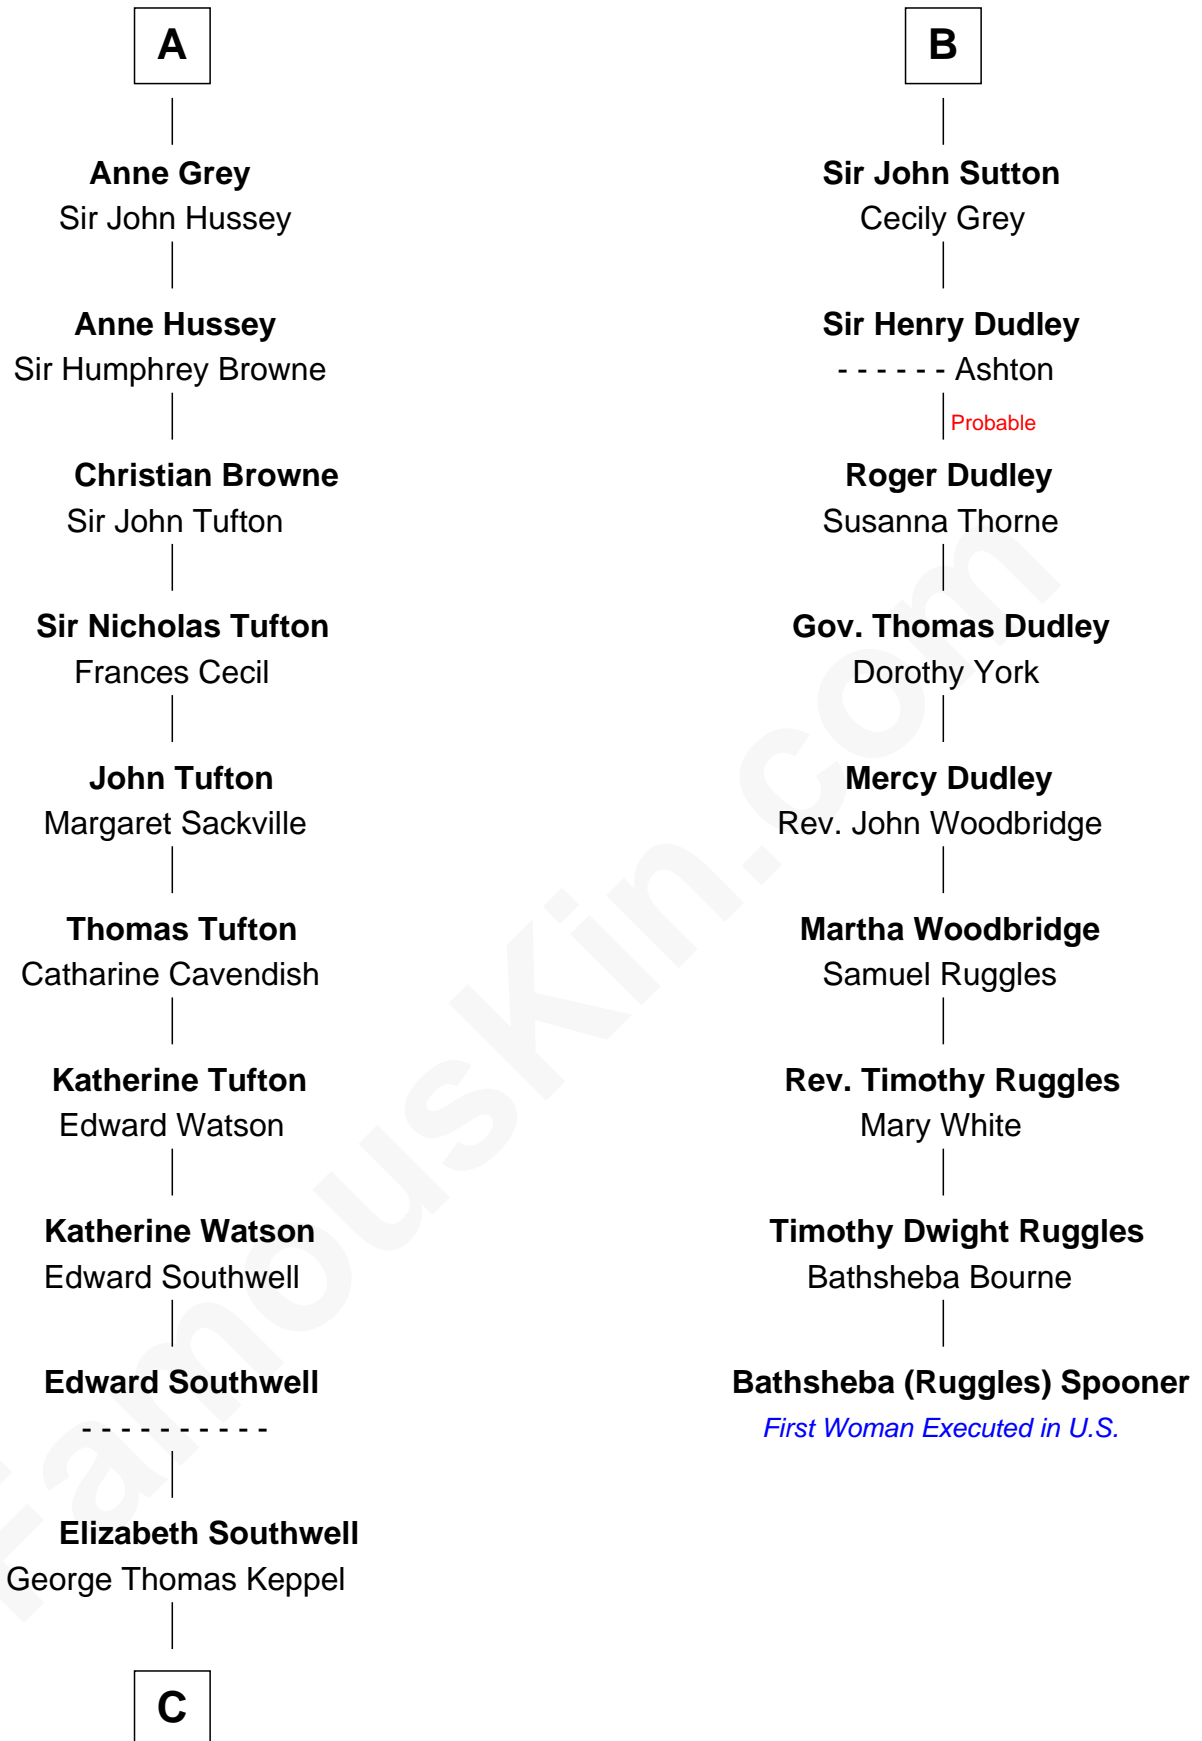 A
Anne Grey
Sir John Hussey
Anne Hussey
Sir Humphrey Browne
Christian Browne
Sir John Tufton
Sir Nicholas Tufton
Frances Cecil
John Tufton
Margaret Sackville
Thomas Tufton
Catharine Cavendish
Katherine Tufton
Edward Watson
Katherine Watson
Edward Southwell
Edward Southwell
- - - - - - - - - -
Elizabeth Southwell
George Thomas Keppel
C
B
Sir John Sutton
Cecily Grey
Sir Henry Dudley
- - - - - - Ashton
Probable
Roger Dudley
Susanna Thorne
Gov. Thomas Dudley
Dorothy York
Mercy Dudley
Rev. John Woodbridge
Martha Woodbridge
Samuel Ruggles
Rev. Timothy Ruggles
Mary White
Timothy Dwight Ruggles
Bathsheba Bourne
Bathsheba (Ruggles) Spooner
First Woman Executed in U.S.
FamousKin.com